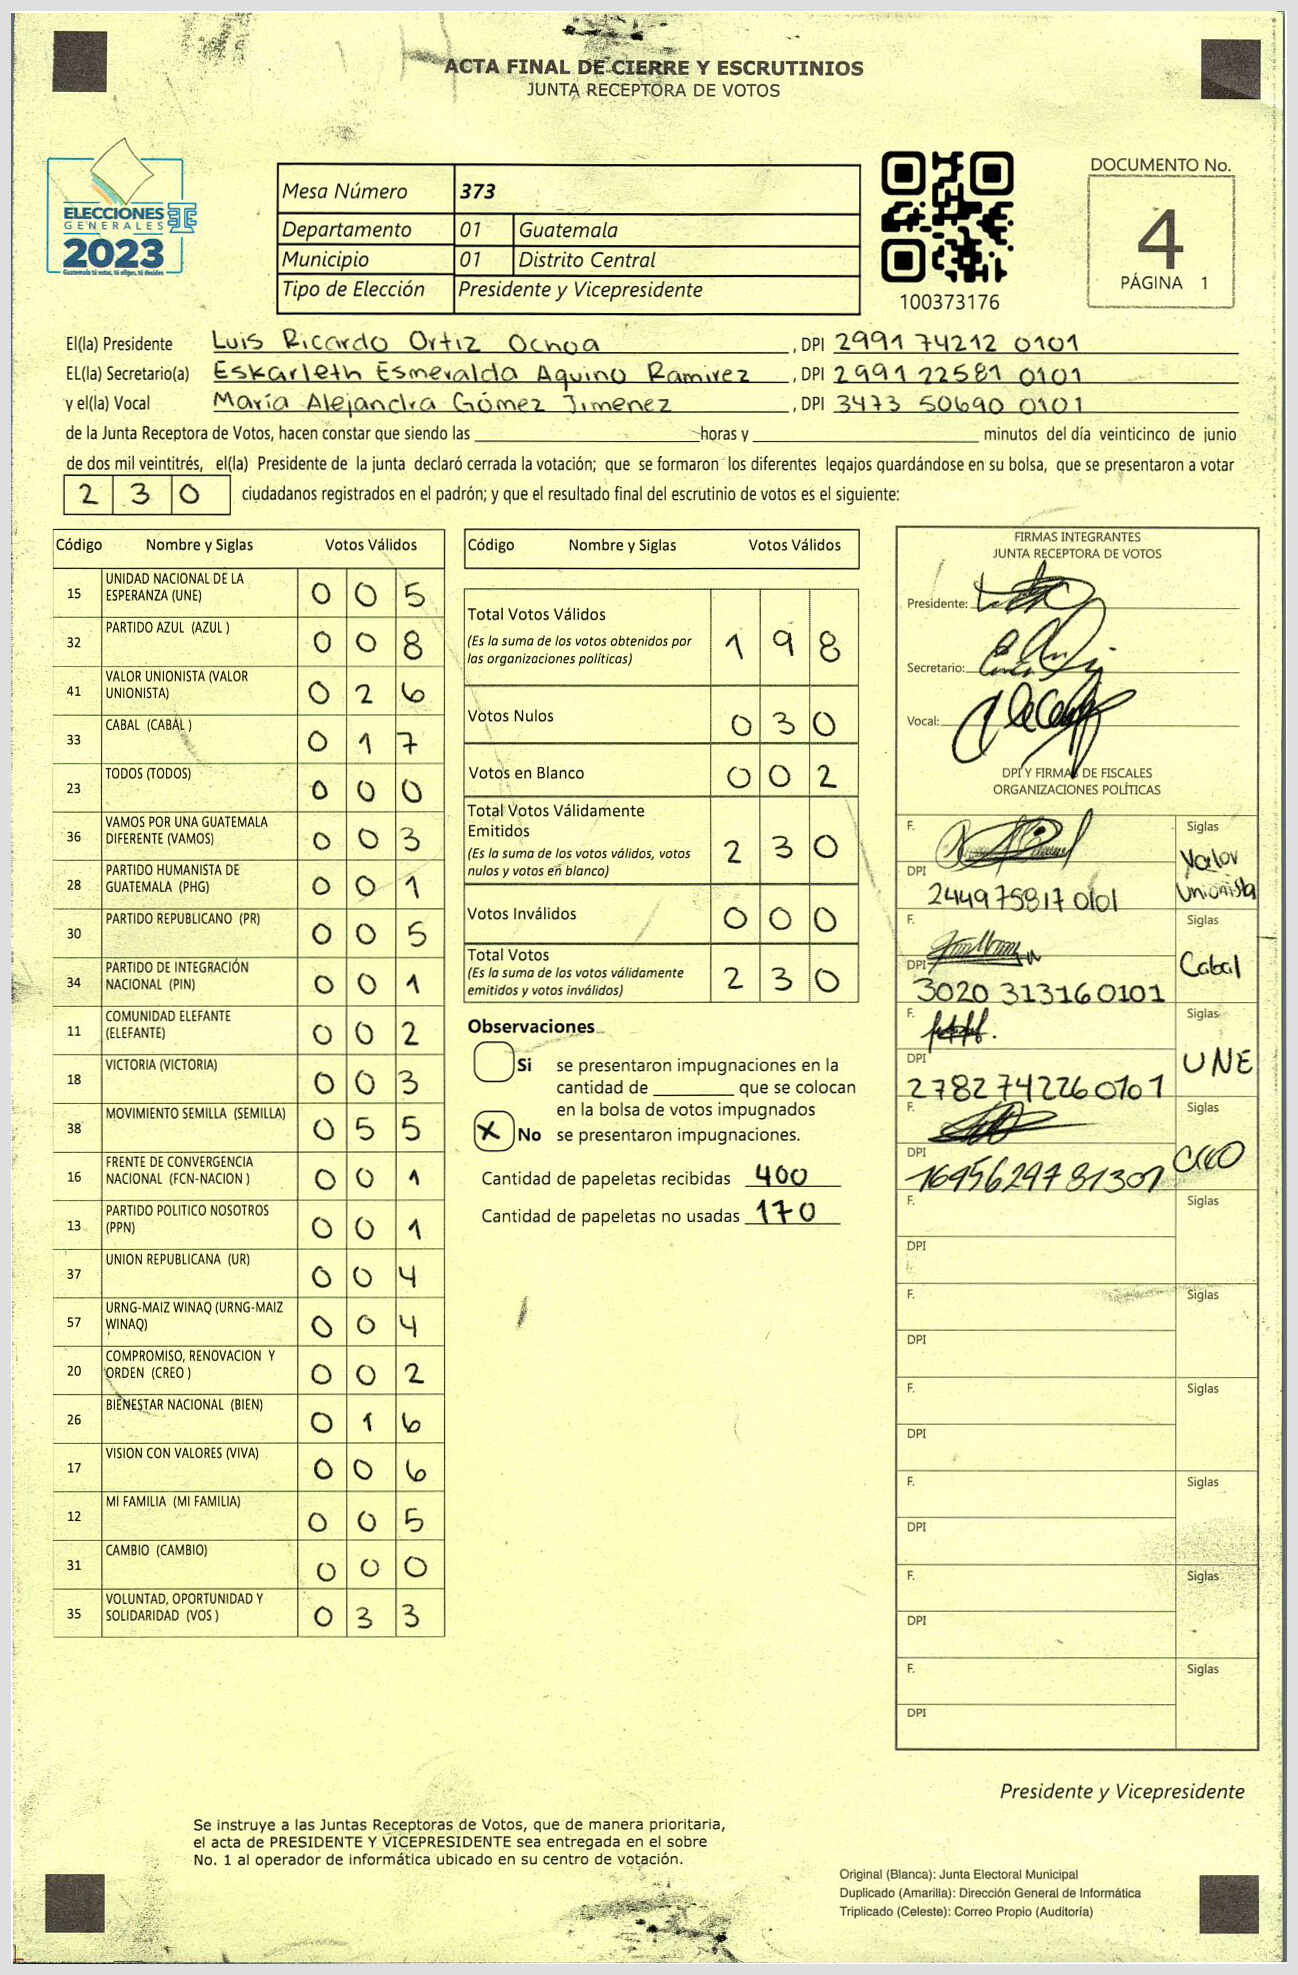 ACTA FINAL DE CIERRE Y ESCRUTINIOS
JUNTA RECEPTORA DE VOTOS
ELECCIONES
GENERALES
2023
Guatemala tú votas, tú eliges, tú decides
Mesa Número 373
Departamento 01 Guatemala
Municipio 01 Distrito Central
Tipo de Elección Presidente y Vicepresidente
100373176
DOCUMENTO No.
4
PÁGINA 1
El(la) Presidente Luis Ricardo Ortiz Ochoa , DPI 2991 74212 0101
EL(la) Secretario(a) Eskarleth Esmeralda Aquino Ramirez , DPI 2991 22581 0101
y el(la) Vocal María Alejandra Gómez Jimenez , DPI 3473 50690 0101
de la Junta Receptora de Votos, hacen constar que siendo las horas y minutos del día veinticinco de junio
de dos mil veintitrés, el(la) Presidente de la junta declaró cerrada la votación; que se formaron los diferentes legajos guardándose en su bolsa, que se presentaron a votar
2 3 0 ciudadanos registrados en el padrón; y que el resultado final del escrutinio de votos es el siguiente:
Código Nombre y Siglas Votos Válidos
15 UNIDAD NACIONAL DE LA
ESPERANZA (UNE) 0 0 5
32 PARTIDO AZUL (AZUL ) 0 0 8
41 VALOR UNIONISTA (VALOR
UNIONISTA) 0 2 6
33 CABAL (CABAL ) 0 1 7
23 TODOS (TODOS) 0 0 0
36 VAMOS POR UNA GUATEMALA
DIFERENTE (VAMOS) 0 0 3
28 PARTIDO HUMANISTA DE
GUATEMALA (PHG) 0 0 1
30 PARTIDO REPUBLICANO (PR) 0 0 5
34 PARTIDO DE INTEGRACIÓN
NACIONAL (PIN) 0 0 1
11 COMUNIDAD ELEFANTE
(ELEFANTE) 0 0 2
18 VICTORIA (VICTORIA) 0 0 3
38 MOVIMIENTO SEMILLA (SEMILLA) 0 5 5
16 FRENTE DE CONVERGENCIA
NACIONAL (FCN-NACION ) 0 0 1
13 PARTIDO POLITICO NOSOTROS
(PPN) 0 0 1
37 UNION REPUBLICANA (UR) 0 0 4
57 URNG-MAIZ WINAQ (URNG-MAIZ
WINAQ) 0 0 4
20 COMPROMISO, RENOVACION Y
ORDEN (CREO ) 0 0 2
26 BIENESTAR NACIONAL (BIEN) 0 1 6
17 VISION CON VALORES (VIVA) 0 0 6
12 MI FAMILIA (MI FAMILIA) 0 0 5
31 CAMBIO (CAMBIO) 0 0 0
35 VOLUNTAD, OPORTUNIDAD Y
SOLIDARIDAD (VOS ) 0 3 3
Código Nombre y Siglas Votos Válidos
Total Votos Válidos
(Es la suma de los votos obtenidos por
las organizaciones políticas) 1 9 8
Votos Nulos 0 3 0
Votos en Blanco 0 0 2
Total Votos Válidamente
Emitidos
(Es la suma de los votos válidos, votos
nulos y votos en blanco) 2 3 0
Votos Inválidos 0 0 0
Total Votos
(Es la suma de los votos válidamente
emitidos y votos inválidos) 2 3 0
Observaciones
Si se presentaron impugnaciones en la
cantidad de que se colocan
en la bolsa de votos impugnados
X No se presentaron impugnaciones.
Cantidad de papeletas recibidas 400
Cantidad de papeletas no usadas 170
FIRMAS INTEGRANTES
JUNTA RECEPTORA DE VOTOS
Presidente:
Secretario:
Vocal:
DPI Y FIRMAS DE FISCALES
ORGANIZACIONES POLÍTICAS
F. Siglas
Valor
Unionista
DPI
2449 75817 0101
F. Siglas
Cabal
DPI
3020 31316 0101
F. Siglas
UNE
DPI
2782 74226 0101
F. Siglas
DPI
F. Siglas
DPI
F. Siglas
DPI
F. Siglas
DPI
F. Siglas
DPI
F. Siglas
DPI
F. Siglas
DPI
Presidente y Vicepresidente
Se instruye a las Juntas Receptoras de Votos, que de manera prioritaria,
el acta de PRESIDENTE Y VICEPRESIDENTE sea entregada en el sobre
No. 1 al operador de informática ubicado en su centro de votación.
Original (Blanca): Junta Electoral Municipal
Duplicado (Amarilla): Dirección General de Informática
Triplicado (Celeste): Correo Propio (Auditoría)